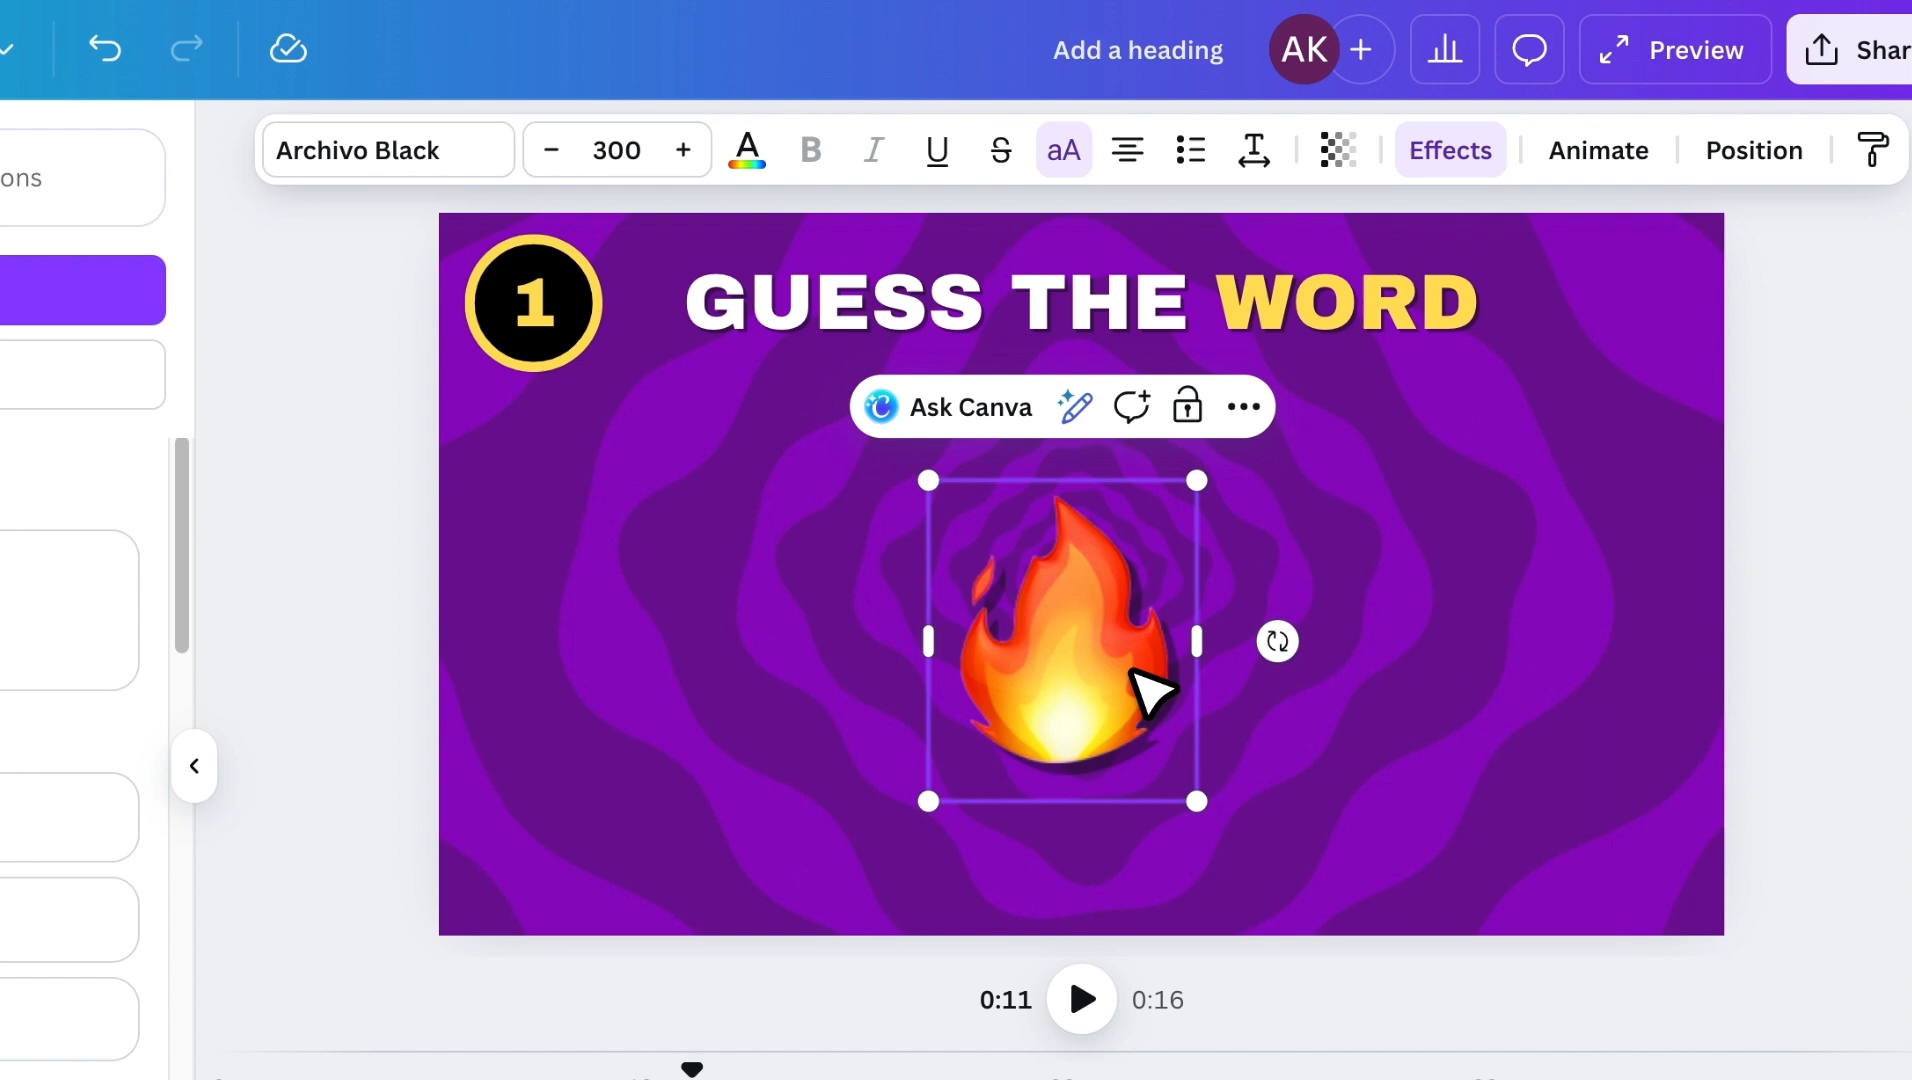 Add a heading
AK
Preview
Shar
Archivo Black
300
A
B
I
U
S
aA
T
Effects
Animate
Position
ons
1
GUESS THE WORD
Ask Canva
0:11
0:16